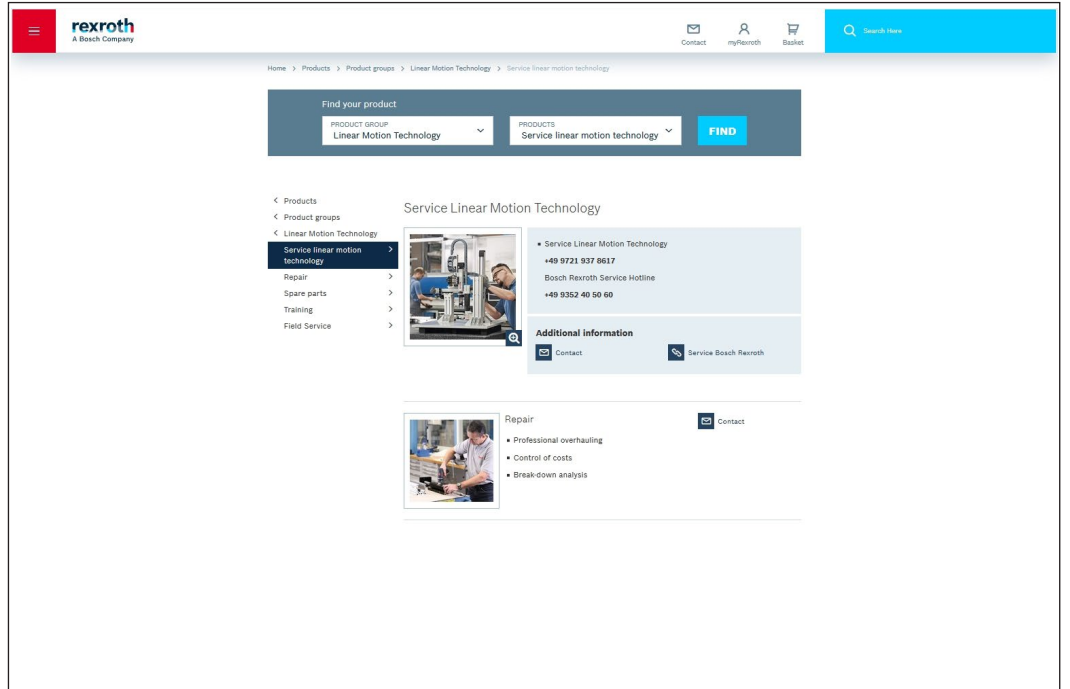 rexroth
A Bosch Company
Contact
myRexroth
Basket
Search Here
Home > Products > Product groups > Linear Motion Technology > Service linear motion technology
Find your product
PRODUCT GROUP
Linear Motion Technology
PRODUCTS
Service linear motion technology
FIND
Products
Product groups
Linear Motion Technology
Service linear motion
technology
Repair
Spare parts
Training
Field Service
Service Linear Motion Technology
Service Linear Motion Technology
+49 9721 937 8617
Bosch Rexroth Service Hotline
+49 9352 40 50 60
Additional information
Contact
Service Bosch Rexroth
Repair
Professional overhauling
Control of costs
Break-down analysis
Contact